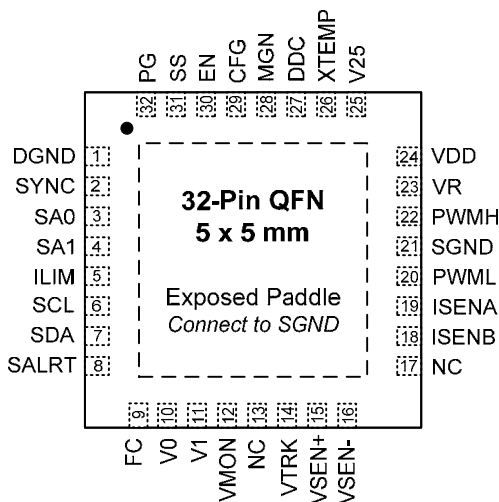 PG SS EN CFG MGN DDC XTEMP V25
32 31 30 29 28 27 26 25
DGND 1
SYNC 2
SA0 3
SA1 4
ILIM 5
SCL 6
SDA 7
SALRT 8
32-Pin QFN
5 x 5 mm
Exposed Paddle
Connect to SGND
24 VDD
23 VR
22 PWMH
21 SGND
20 PWML
19 ISENA
18 ISENB
17 NC
9 10 11 12 13 14 15 16
FC V0 V1 VMON NC VTRK VSEN+ VSEN-